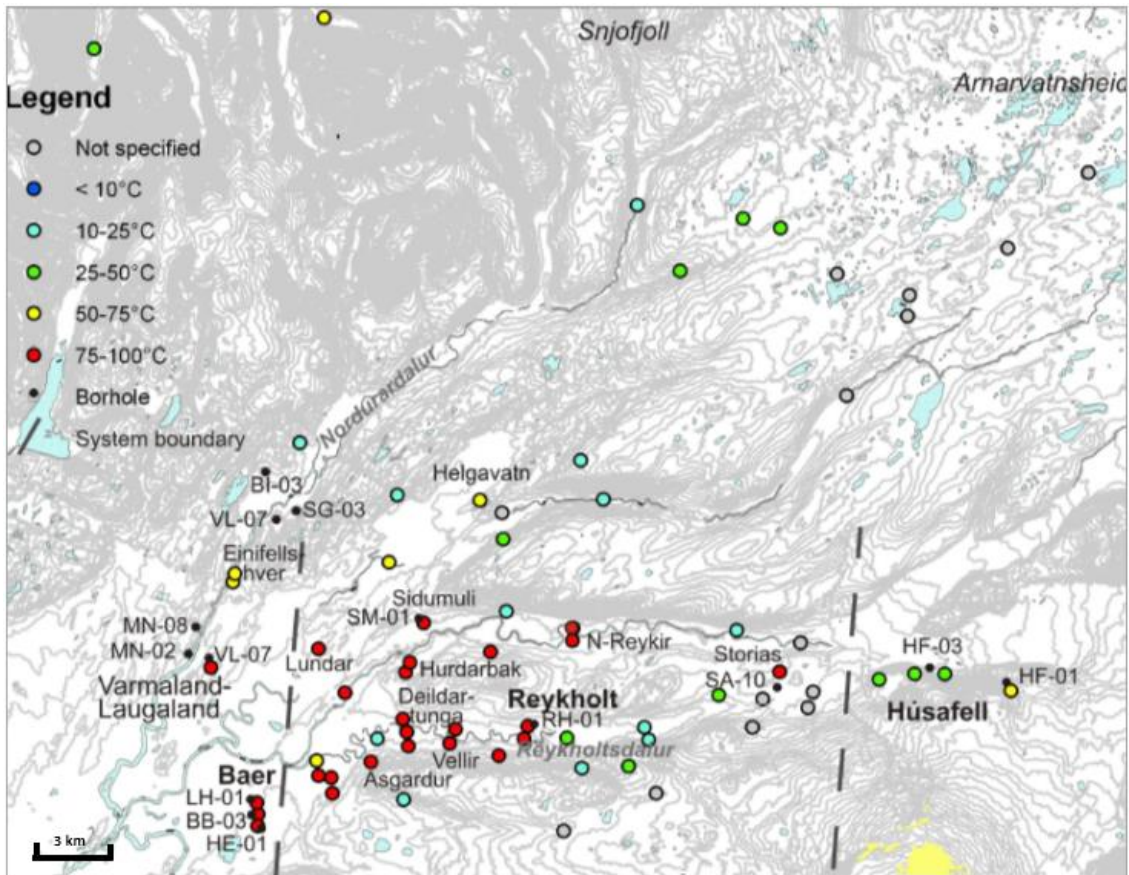 Snjofjoll
Arnarvatnsheid
Legend
Not specified
< 10°C
10-25°C
25-50°C
50-75°C
75-100°C
Borhole
System boundary
Nordurardalur
Helgavatn
BI-03
SG-03
VL-07
Einifells-
hver
Sidumuli
SM-01
MN-08
MN-02
VL-07
N-Reykir
Lundar
Hurdarbak
Storias
SA-10
HF-03
HF-01
Varmaland-
Laugaland
Deildar-
tunga
Reykholt
RH-01
Húsafell
Reykholtsdalur
Vellir
Asgardur
Baer
LH-01
BB-03
HE-01
3 km